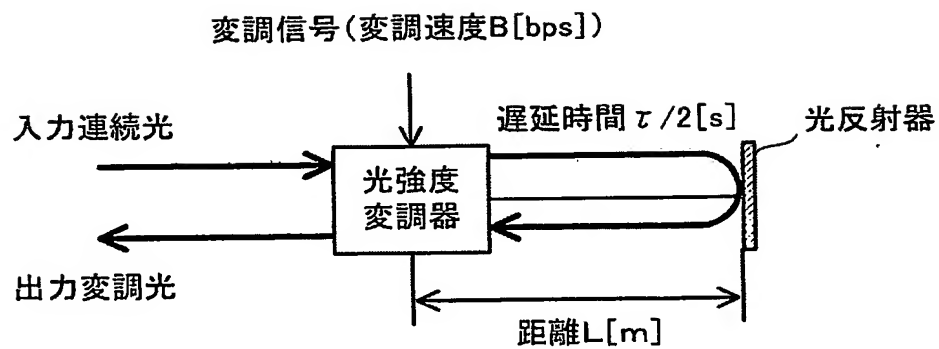 変調信号(変調速度B[bps])
入力連続光
遅延時間τ/2[s]
光反射器
光強度
変調器
出力変調光
距離L[m]